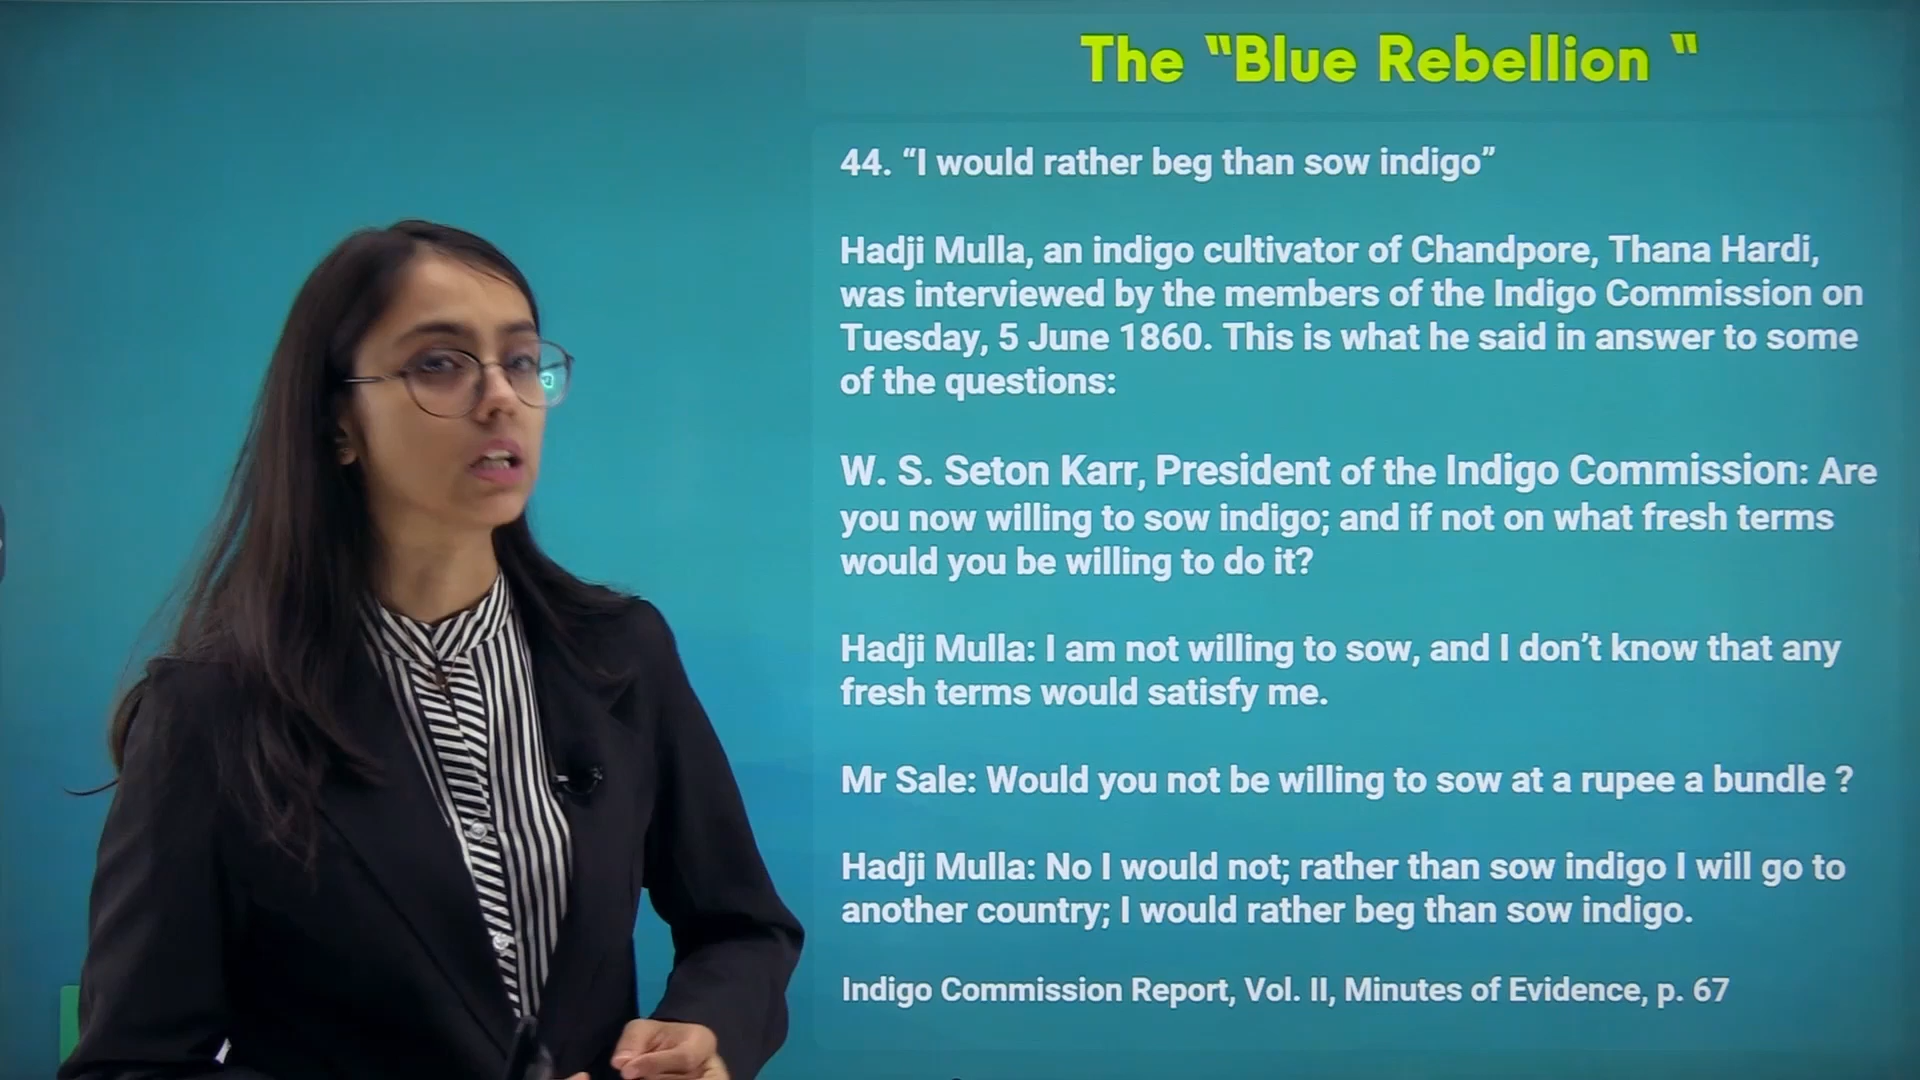 The “Blue Rebellion “
44. “I would rather beg than sow indigo”
Hadji Mulla, an indigo cultivator of Chandpore, Thana Hardi,
was interviewed by the members of the Indigo Commission on
Tuesday, 5 June 1860. This is what he said in answer to some
of the questions:
W. S. Seton Karr, President of the Indigo Commission: Are
you now willing to sow indigo; and if not on what fresh terms
would you be willing to do it?
Hadji Mulla: I am not willing to sow, and I don’t know that any
fresh terms would satisfy me.
Mr Sale: Would you not be willing to sow at a rupee a bundle ?
Hadji Mulla: No I would not; rather than sow indigo I will go to
another country; I would rather beg than sow indigo.
Indigo Commission Report, Vol. II, Minutes of Evidence, p. 67